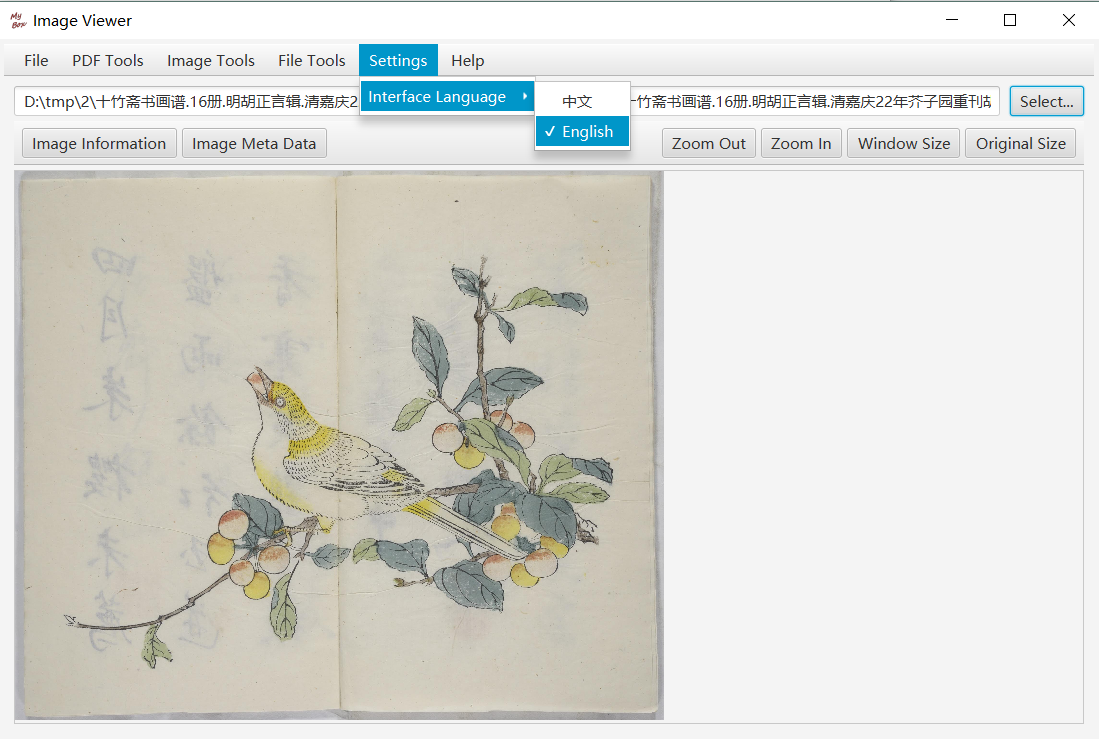 My Box Image Viewer
File PDF Tools Image Tools File Tools Settings Help
Interface Language
中文
✓ English
D:\tmp\2\十竹斋书画谱.16册.明胡正言辑.清嘉庆2 十竹斋书画谱.16册.明胡正言辑.清嘉庆22年芥子园重刊胡 Select...
Image Information Image Meta Data Zoom Out Zoom In Window Size Original Size